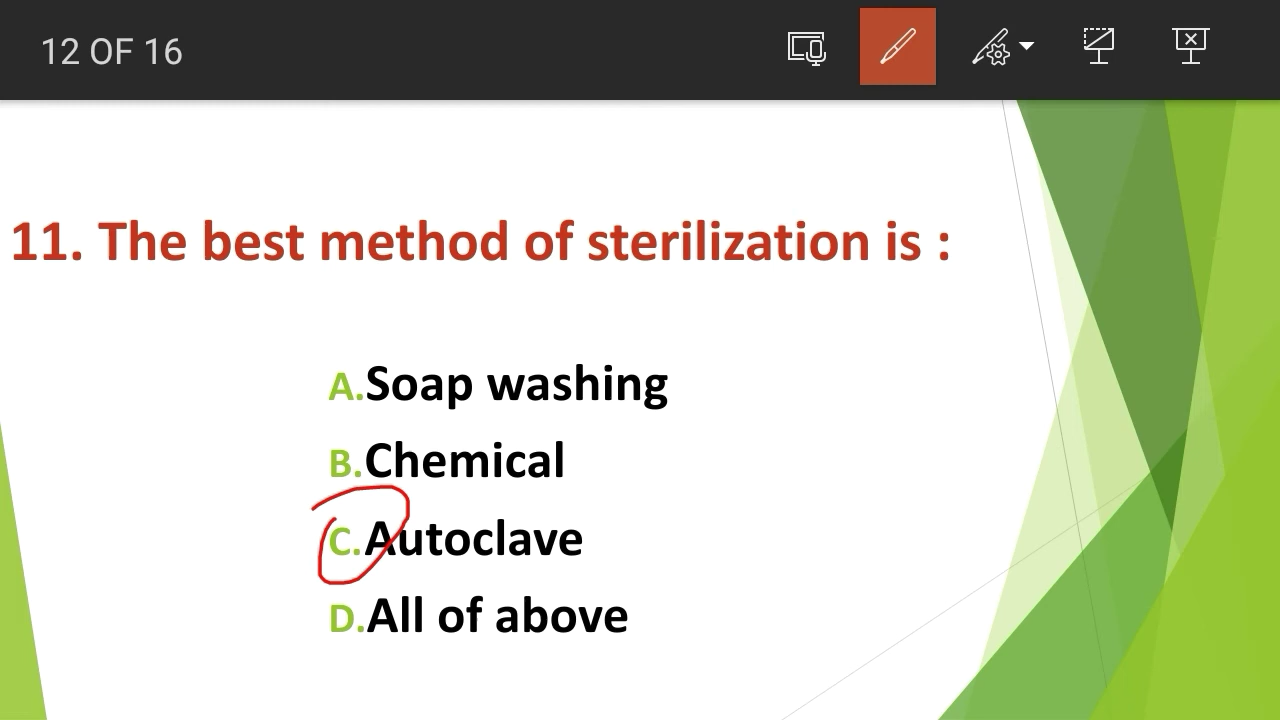 12 OF 16
11. The best method of sterilization is :
A.Soap washing
B.Chemical
C.Autoclave
D.All of above